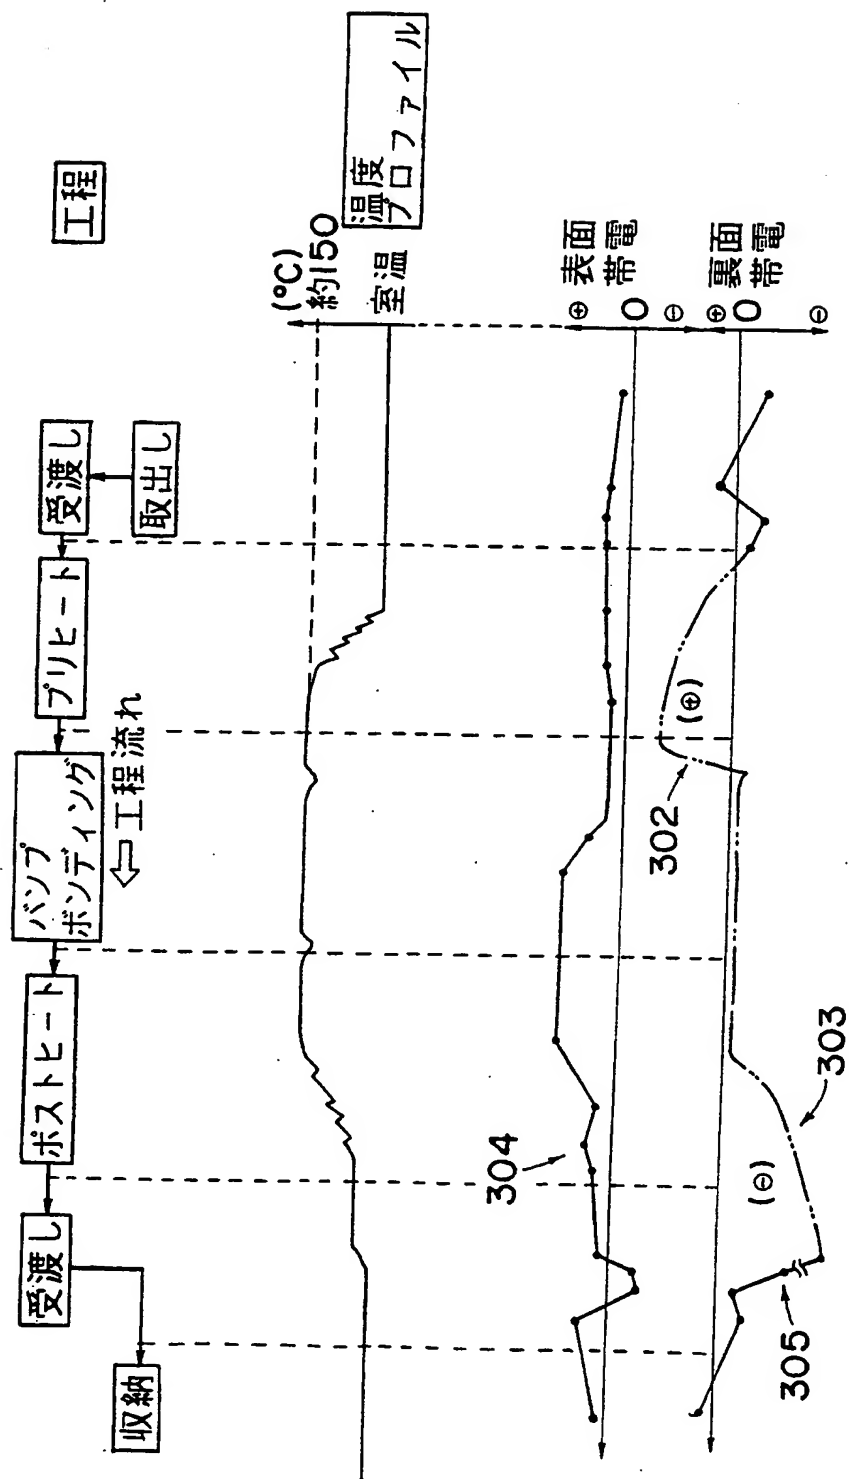 工程
取出し
受渡し
プリヒート
バンプ
ボンディング
ポストヒート
受渡し
収納
⇦工程流れ
(°C)
約150
室温
温度
プロファイル
表面
帯電
⊕
0
⊖
裏面
帯電
⊕
0
⊖
302
(⊕)
303
(⊖)
304
305